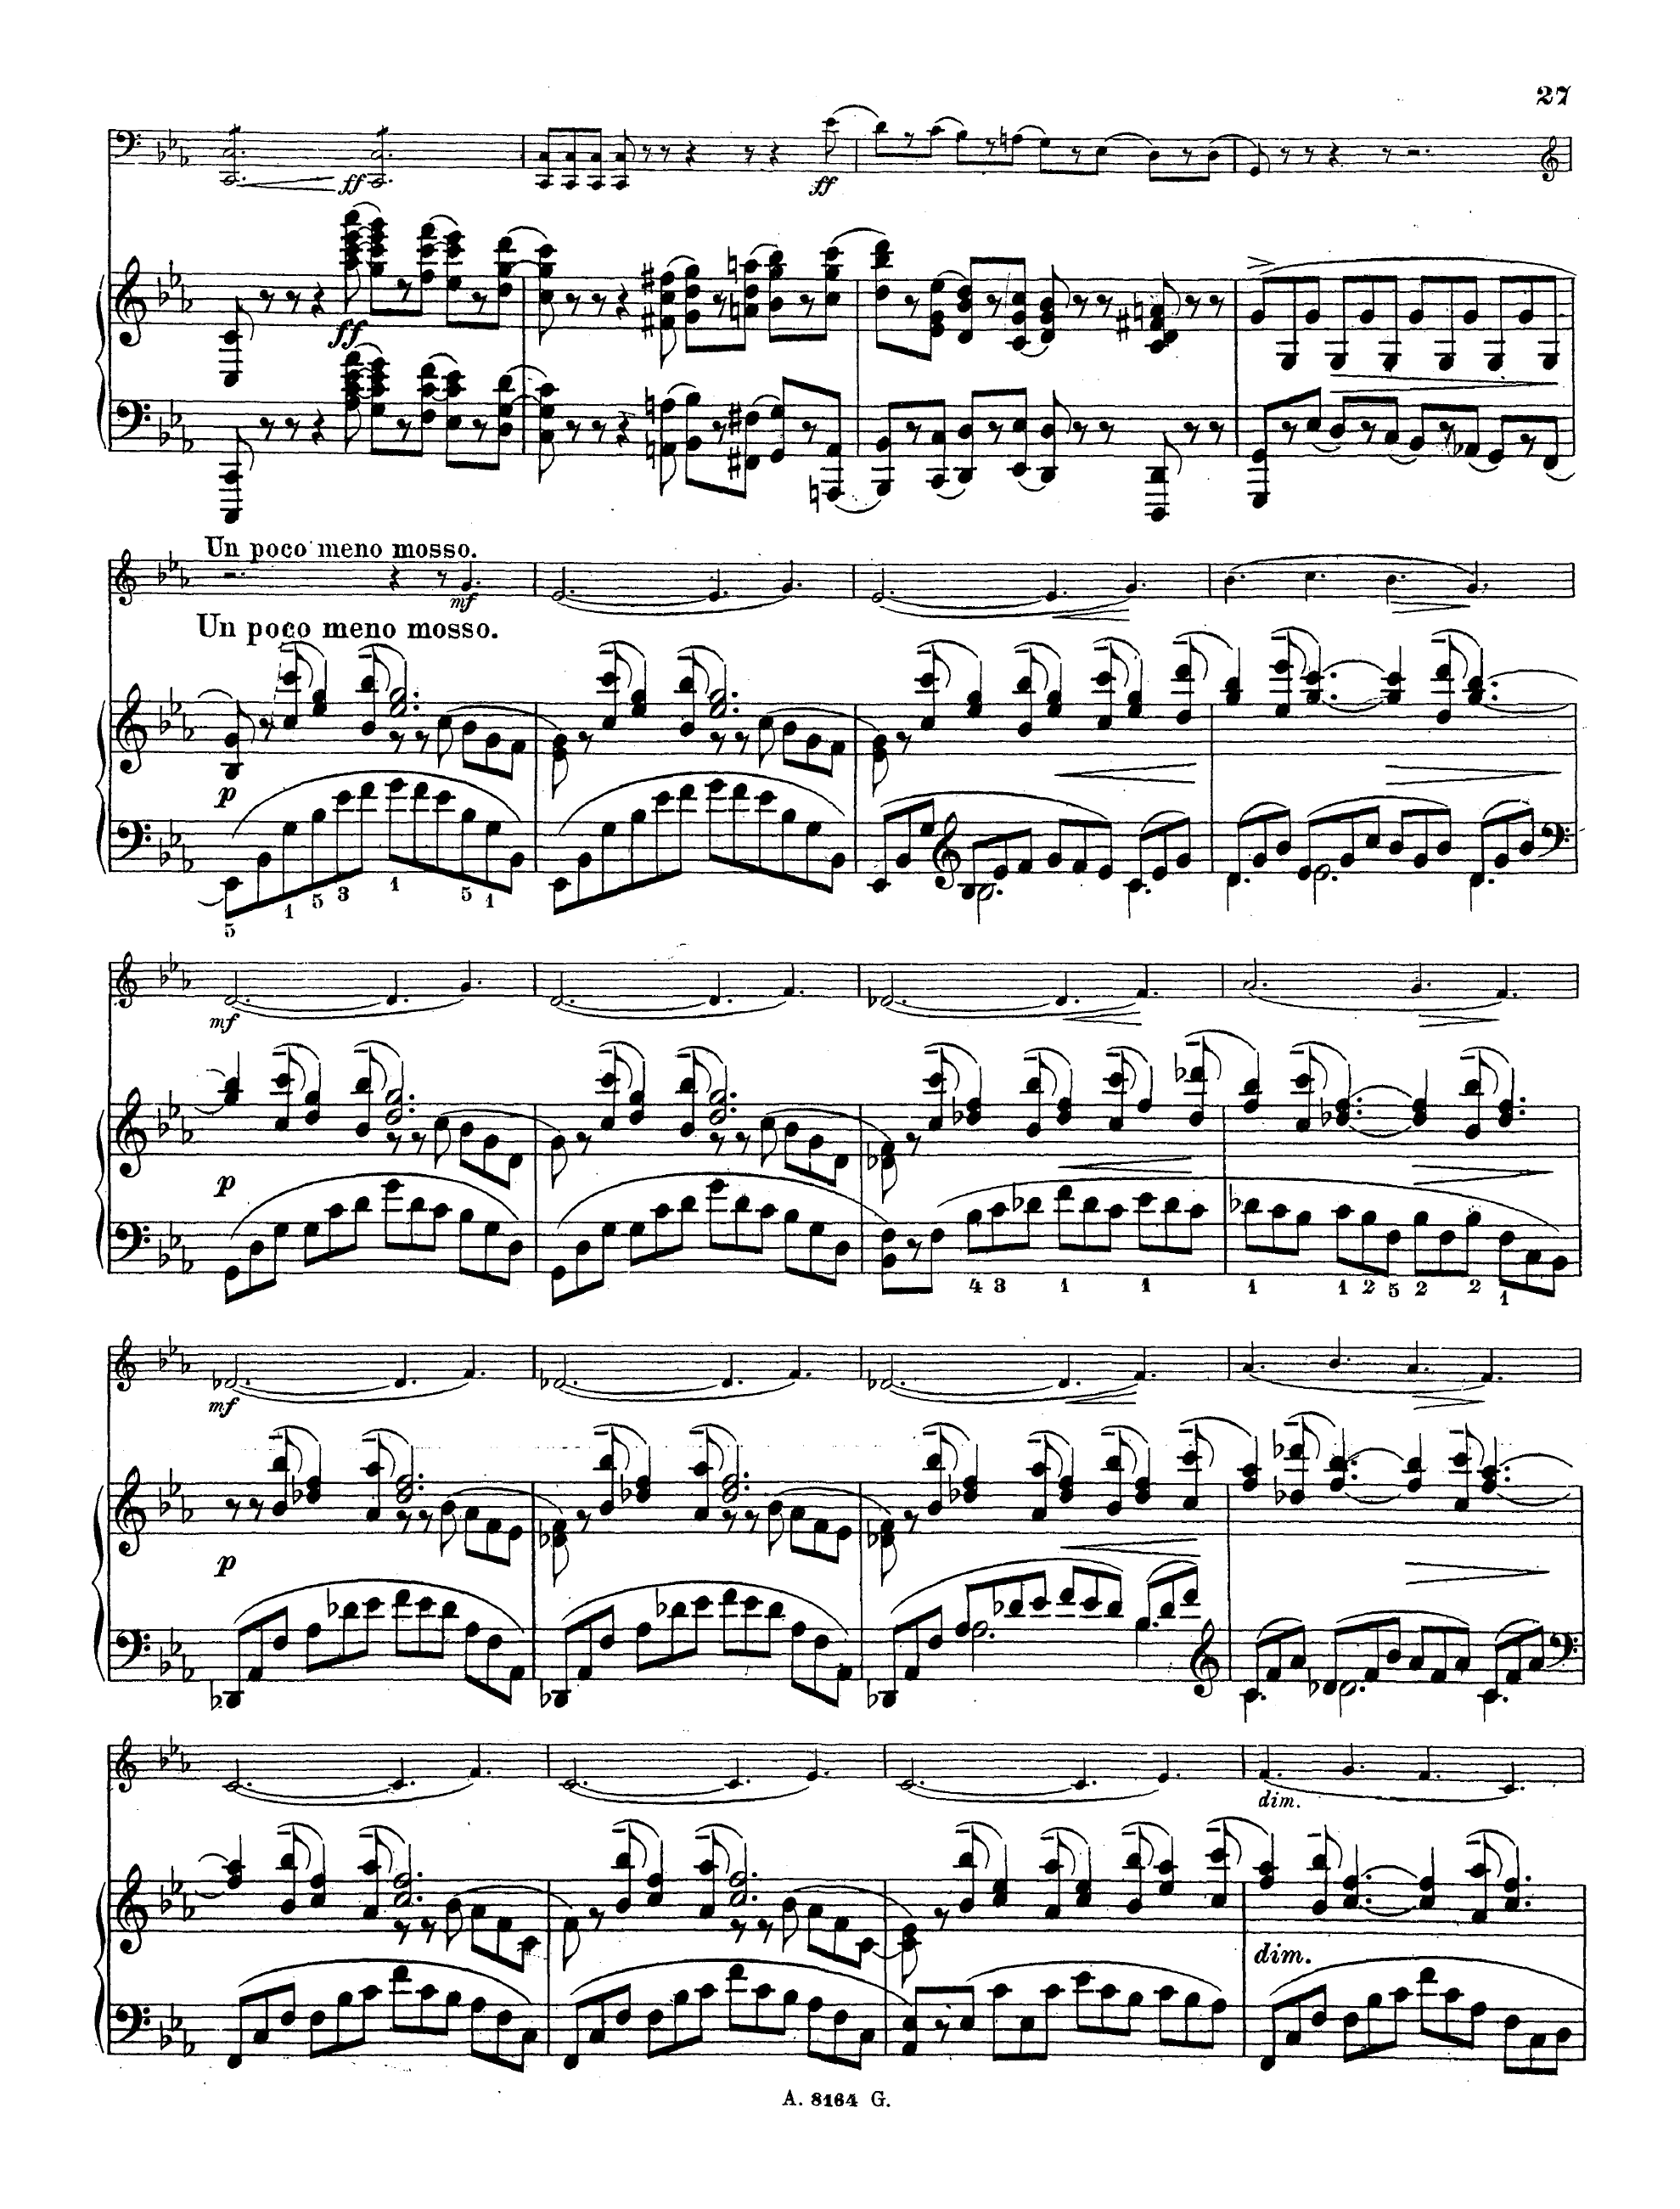 27
ff
ff
ff
Un poco meno mosso.
mf
Un poco meno mosso.
p
5 1 5 3 1 5 1
mf
p
4 3 1 1 1 1 2 5 2 2 1
mf
p
dim.
dim.
A. 8164 G.